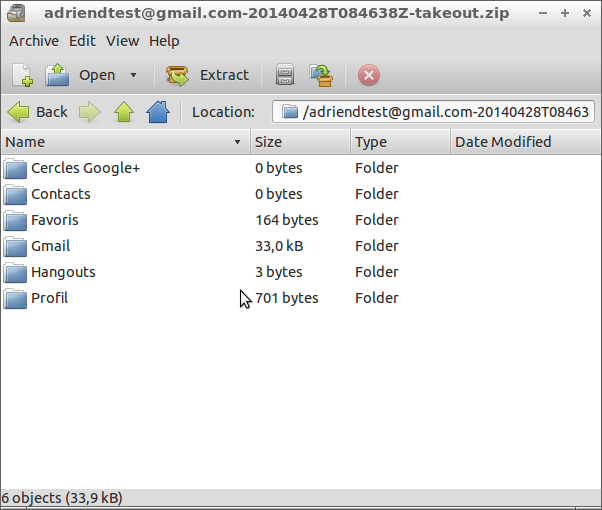 adriendtest@gmail.com-20140428T084638Z-takeout.zip
Archive Edit View Help
Open Extract
Back Location: /adriendtest@gmail.com-20140428T08463
Name Size Type Date Modified
Cercles Google+ 0 bytes Folder
Contacts 0 bytes Folder
Favoris 164 bytes Folder
Gmail 33,0 kB Folder
Hangouts 3 bytes Folder
Profil 701 bytes Folder
6 objects (33,9 kB)